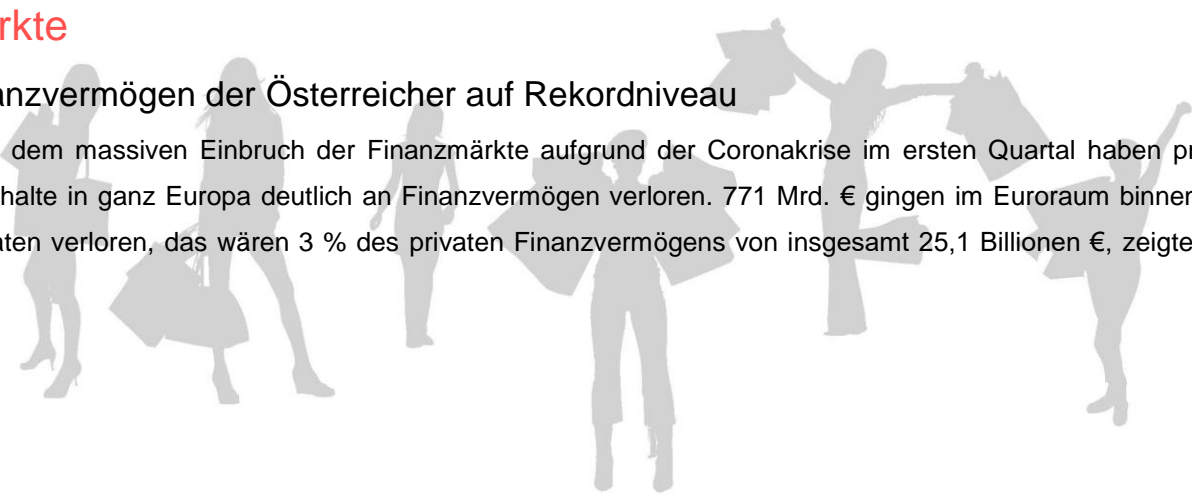 rkte
anzvermögen der Österreicher auf Rekordniveau
dem massiven Einbruch der Finanzmärkte aufgrund der Coronakrise im ersten Quartal haben pr
halte in ganz Europa deutlich an Finanzvermögen verloren. 771 Mrd. € gingen im Euroraum binnen
aten verloren, das wären 3 % des privaten Finanzvermögens von insgesamt 25,1 Billionen €, zeigte